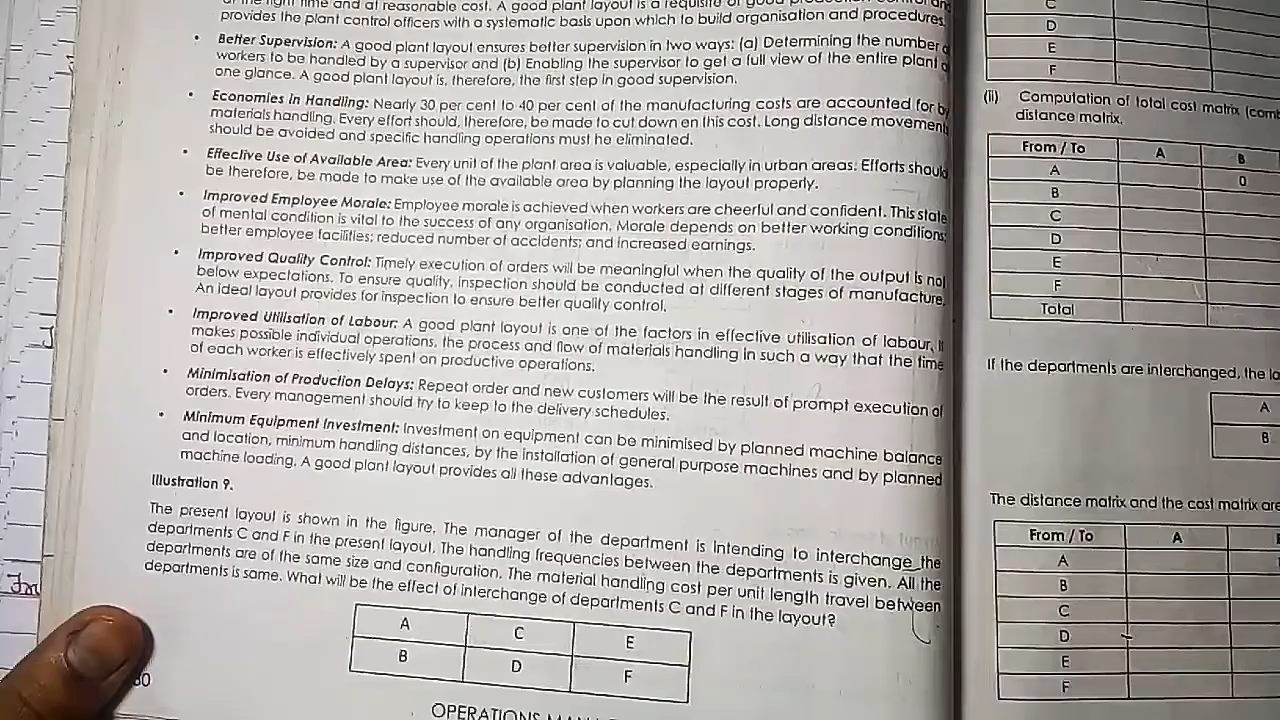 at the right time and at reasonable cost. A good plant layout is a requisite of good
provides the plant control officers with a systematic basis upon which to build organisation and procedures.
• Better Supervision: A good plant layout ensures better supervision in two ways: (a) Determining the number
workers to be handled by a supervisor and (b) Enabling the supervisor to get a full view of the entire plant
one glance. A good plant layout is, therefore, the first step in good supervision.
• Economies in Handling: Nearly 30 per cent to 40 per cent of the manufacturing costs are accounted for by
materials handling. Every effort should, therefore, be made to cut down on this cost. Long distance movement
should be avoided and specific handling operations must be eliminated.
• Effective Use of Available Area: Every unit of the plant area is valuable, especially in urban areas. Efforts should
be therefore, be made to make use of the available area by planning the layout properly.
• Improved Employee Morale: Employee morale is achieved when workers are cheerful and confident. This state
of mental condition is vital to the success of any organisation. Morale depends on better working conditions;
better employee facilities; reduced number of accidents; and increased earnings.
• Improved Quality Control: Timely execution of orders will be meaningful when the quality of the output is not
below expectations. To ensure quality, inspection should be conducted at different stages of manufacture.
An ideal layout provides for inspection to ensure better quality control.
• Improved Utilisation of Labour: A good plant layout is one of the factors in effective utilisation of labour. It
makes possible individual operations, the process and flow of materials handling in such a way that the time
of each worker is effectively spent on productive operations.
• Minimisation of Production Delays: Repeat order and new customers will be the result of prompt execution of
orders. Every management should try to keep to the delivery schedules.
• Minimum Equipment Investment: Investment on equipment can be minimised by planned machine balance
and location, minimum handling distances, by the installation of general purpose machines and by planned
machine loading. A good plant layout provides all these advantages.
Illustration 9.
The present layout is shown in the figure. The manager of the department is intending to interchange the
departments C and F in the present layout. The handling frequencies between the departments is given. All the
departments are of the same size and configuration. The material handling cost per unit length travel between
departments is same. What will be the effect of interchange of departments C and F in the layout?
A C E
B D F
OPERATIONS
C
D
E
F
(ii) Computation of total cost matrix
distance matrix.
From / To A B
A 0
B
C
D
E
F
Total
If the departments are interchanged, the
A
B
The distance matrix and the cost matrix are
From / To A
A
B
C
D
E
F